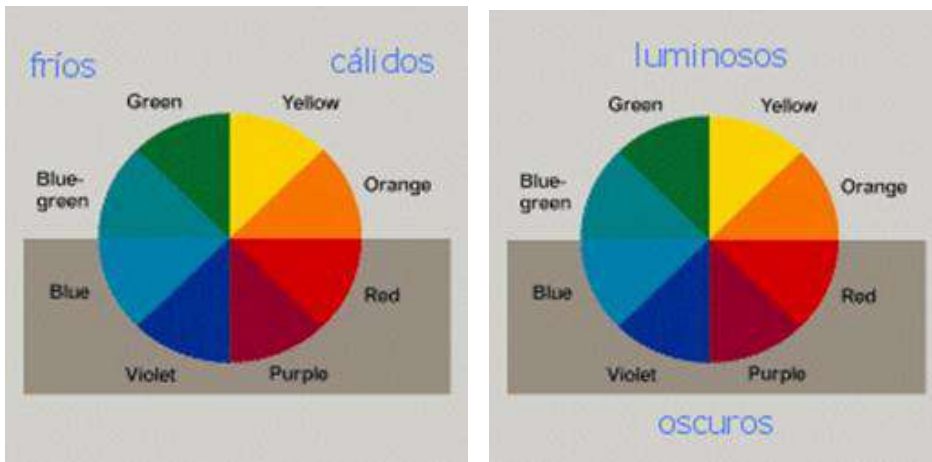 fríos cálidos
Green Yellow
Blue-
green
Orange
Blue
Red
Violet Purple
luminosos
Green Yellow
Blue-
green
Orange
Blue
Red
Violet Purple
oscuros